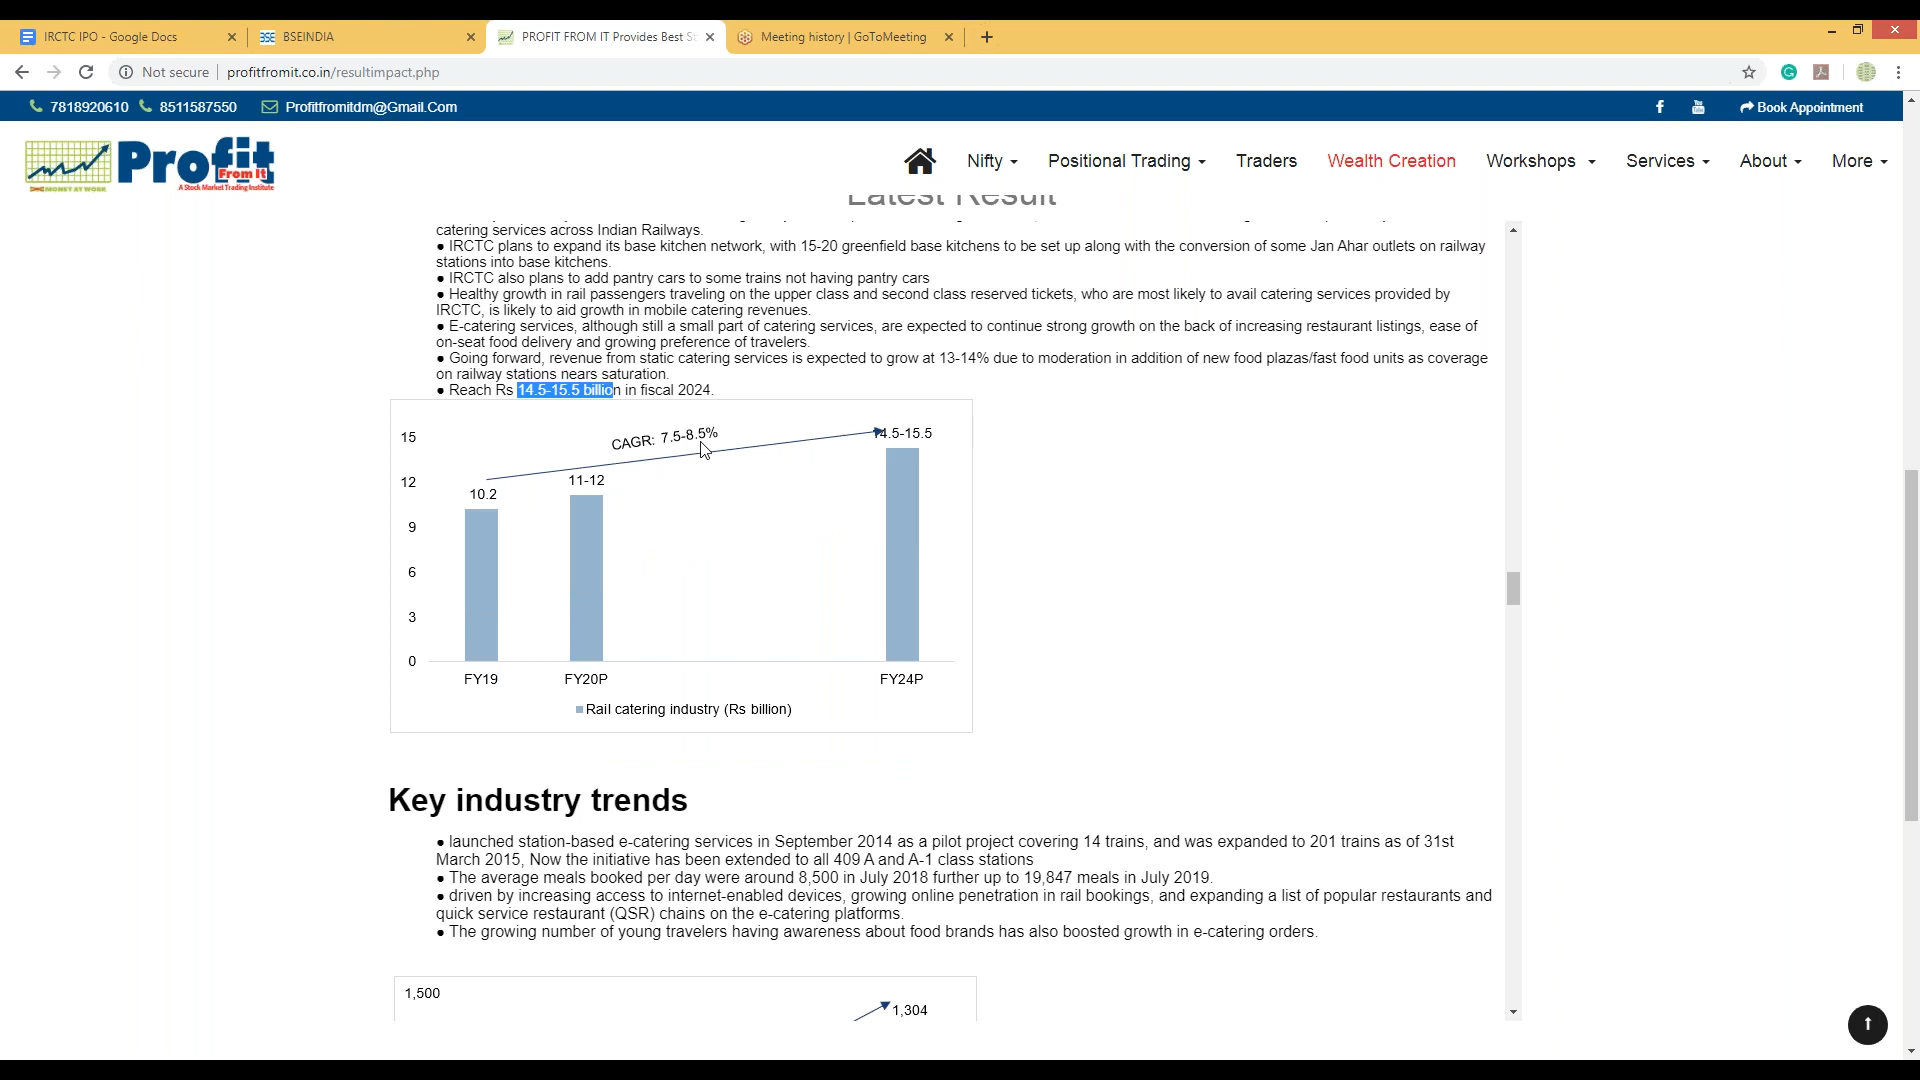 IRCTC IPO - Google Docs
BSEINDIA
PROFIT FROM IT Provides Best S
Meeting history | GoToMeeting
Not secure | profitfromit.co.in/resultimpact.php
7818920610 8511587550 Profitfromitdm@Gmail.Com
Book Appointment
Profit
From It
MONEY AT WORK
A Stock Market Trading Institute
Nifty Positional Trading Traders Wealth Creation Workshops Services About More
Latest Result
catering services across Indian Railways.
● IRCTC plans to expand its base kitchen network, with 15-20 greenfield base kitchens to be set up along with the conversion of some Jan Ahar outlets on railway
stations into base kitchens.
● IRCTC also plans to add pantry cars to some trains not having pantry cars
● Healthy growth in rail passengers traveling on the upper class and second class reserved tickets, who are most likely to avail catering services provided by
IRCTC, is likely to aid growth in mobile catering revenues.
● E-catering services, although still a small part of catering services, are expected to continue strong growth on the back of increasing restaurant listings, ease of
on-seat food delivery and growing preference of travelers.
● Going forward, revenue from static catering services is expected to grow at 13-14% due to moderation in addition of new food plazas/fast food units as coverage
on railway stations nears saturation.
● Reach Rs 14.5-15.5 billion in fiscal 2024.
CAGR: 7.5-8.5%
14.5-15.5
15
12
9
6
3
0
10.2
11-12
FY19
FY20P
FY24P
Rail catering industry (Rs billion)
Key industry trends
● launched station-based e-catering services in September 2014 as a pilot project covering 14 trains, and was expanded to 201 trains as of 31st
March 2015, Now the initiative has been extended to all 409 A and A-1 class stations
● The average meals booked per day were around 8,500 in July 2018 further up to 19,847 meals in July 2019.
● driven by increasing access to internet-enabled devices, growing online penetration in rail bookings, and expanding a list of popular restaurants and
quick service restaurant (QSR) chains on the e-catering platforms.
● The growing number of young travelers having awareness about food brands has also boosted growth in e-catering orders.
1,500
1,304